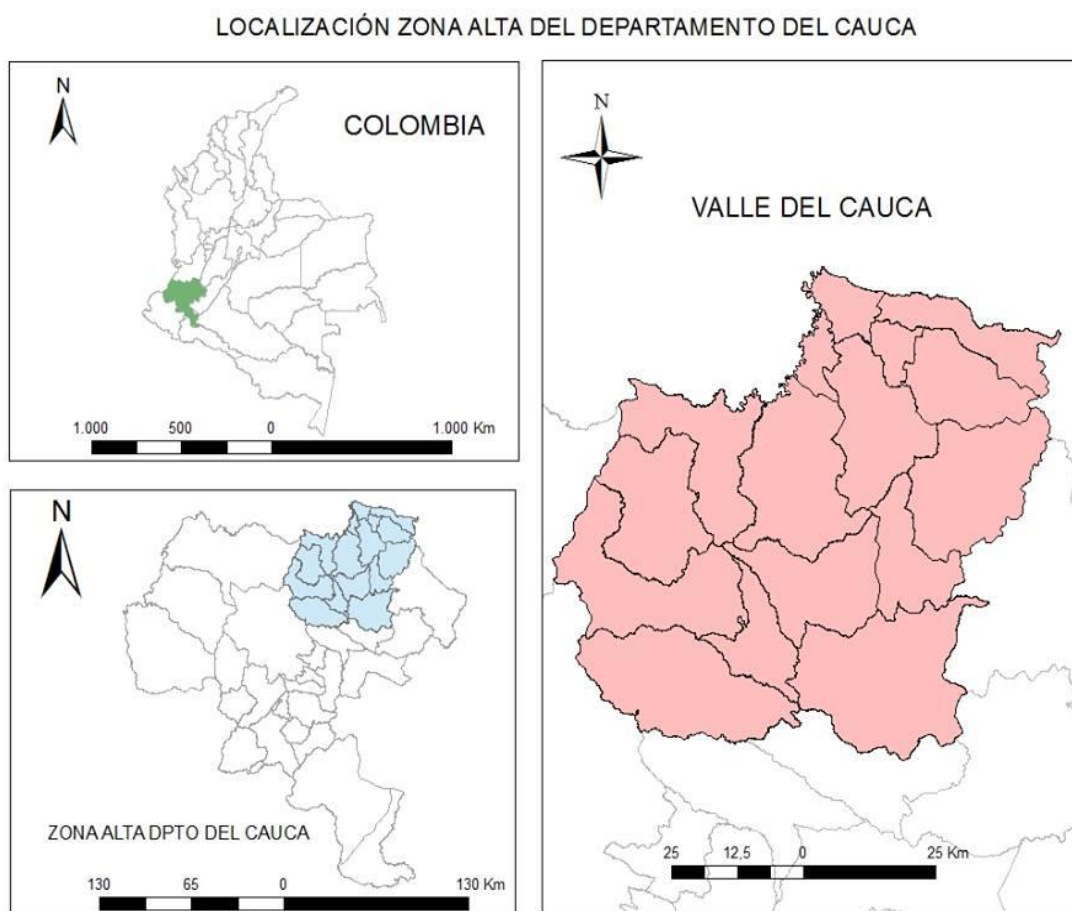 LOCALIZACIÓN ZONA ALTA DEL DEPARTAMENTO DEL CAUCA
N
COLOMBIA
1.000 500 0 1.000 Km
N
ZONA ALTA DPTO DEL CAUCA
130 65 0 130 Km
N
VALLE DEL CAUCA
25 12,5 0 25 Km